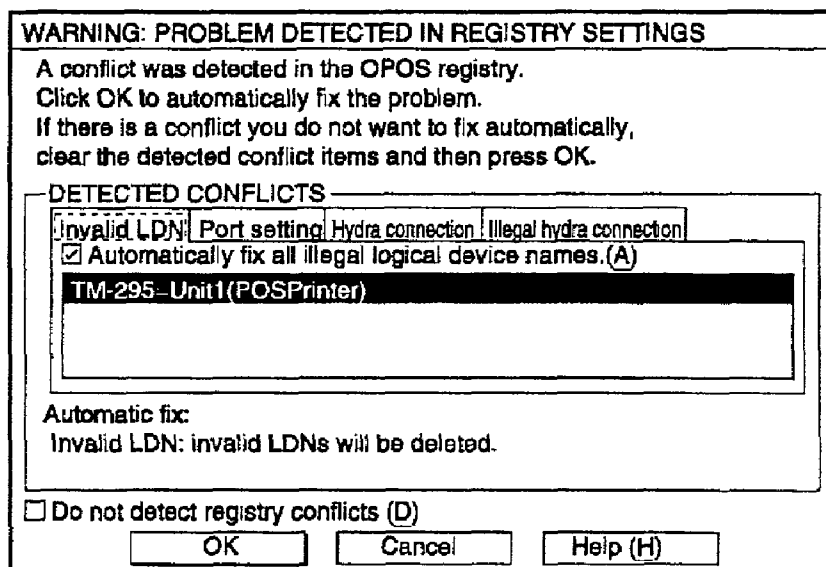 WARNING: PROBLEM DETECTED IN REGISTRY SETTINGS
A conflict was detected in the OPOS registry.
Click OK to automatically fix the problem.
If there is a conflict you do not want to fix automatically,
clear the detected conflict items and then press OK.
DETECTED CONFLICTS
Invalid LDN Port setting Hydra connection Illegal hydra connection
Automatically fix all illegal logical device names.(A)
TM-295-Unit1(POSPrinter)
Automatic fix:
Invalid LDN: invalid LDNs will be deleted.
Do not detect registry conflicts (D)
OK Cancel Help (H)